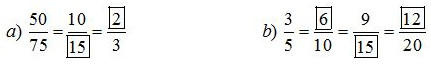 a) 50/75 = 10/15 = 2/3 b) 3/5 = 6/10 = 9/15 = 12/20